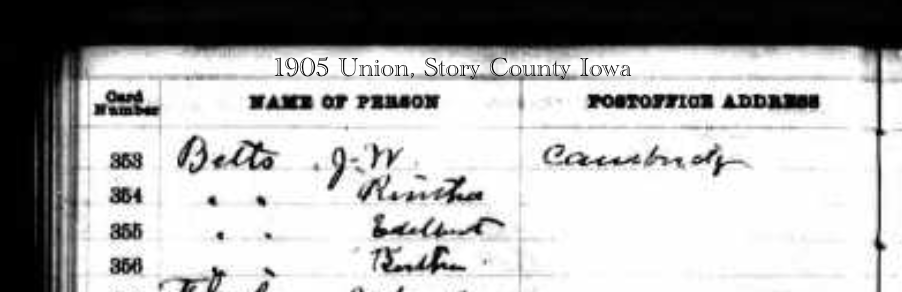 1905 Union, Story County Iowa
Card Number NAME OF PERSON POSTOFFICE ADDRESS
353 Betts J. W. Cambridge
354 " " Rintha
355 " " Edelbert
356 " " Bertha